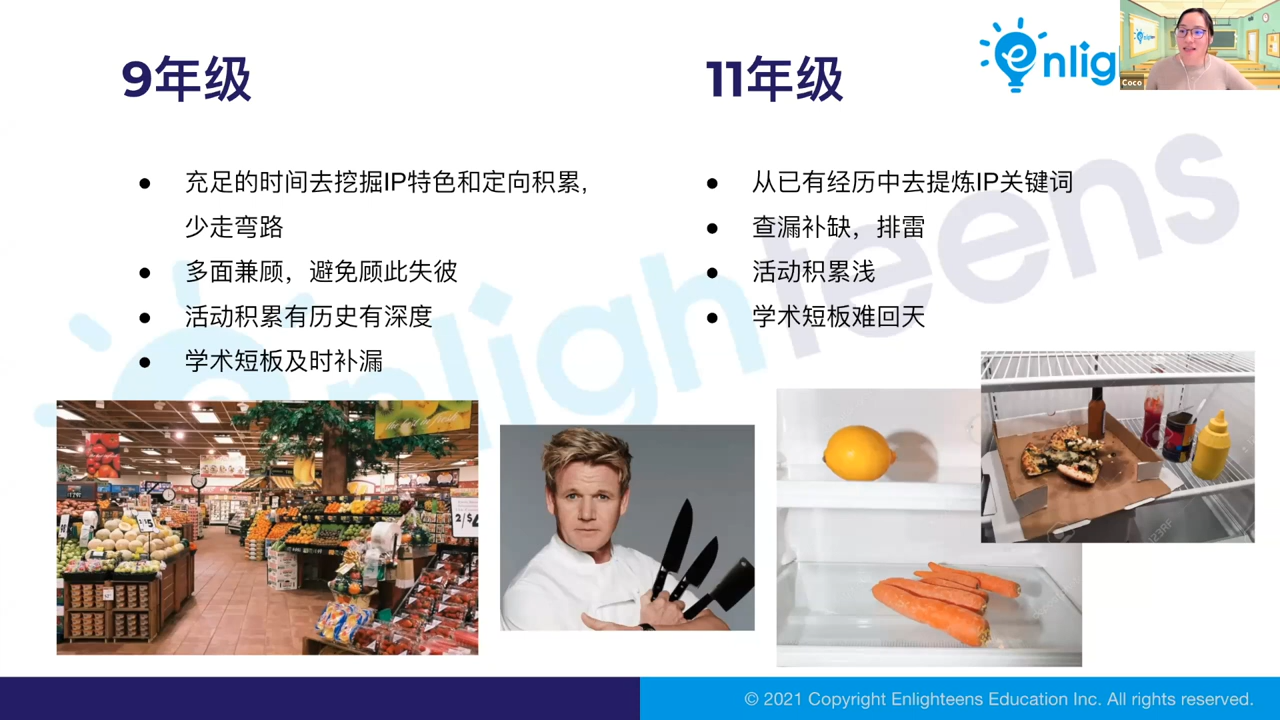 9年级
11年级
enlig
Coco
● 充足的时间去挖掘IP特色和定向积累,
少走弯路
● 多面兼顾，避免顾此失彼
● 活动积累有历史有深度
● 学术短板及时补漏
● 从已有经历中去提炼IP关键词
● 查漏补缺，排雷
● 活动积累浅
● 学术短板难回天
enlighteens
123RF
© 2021 Copyright Enlighteens Education Inc. All rights reserved.